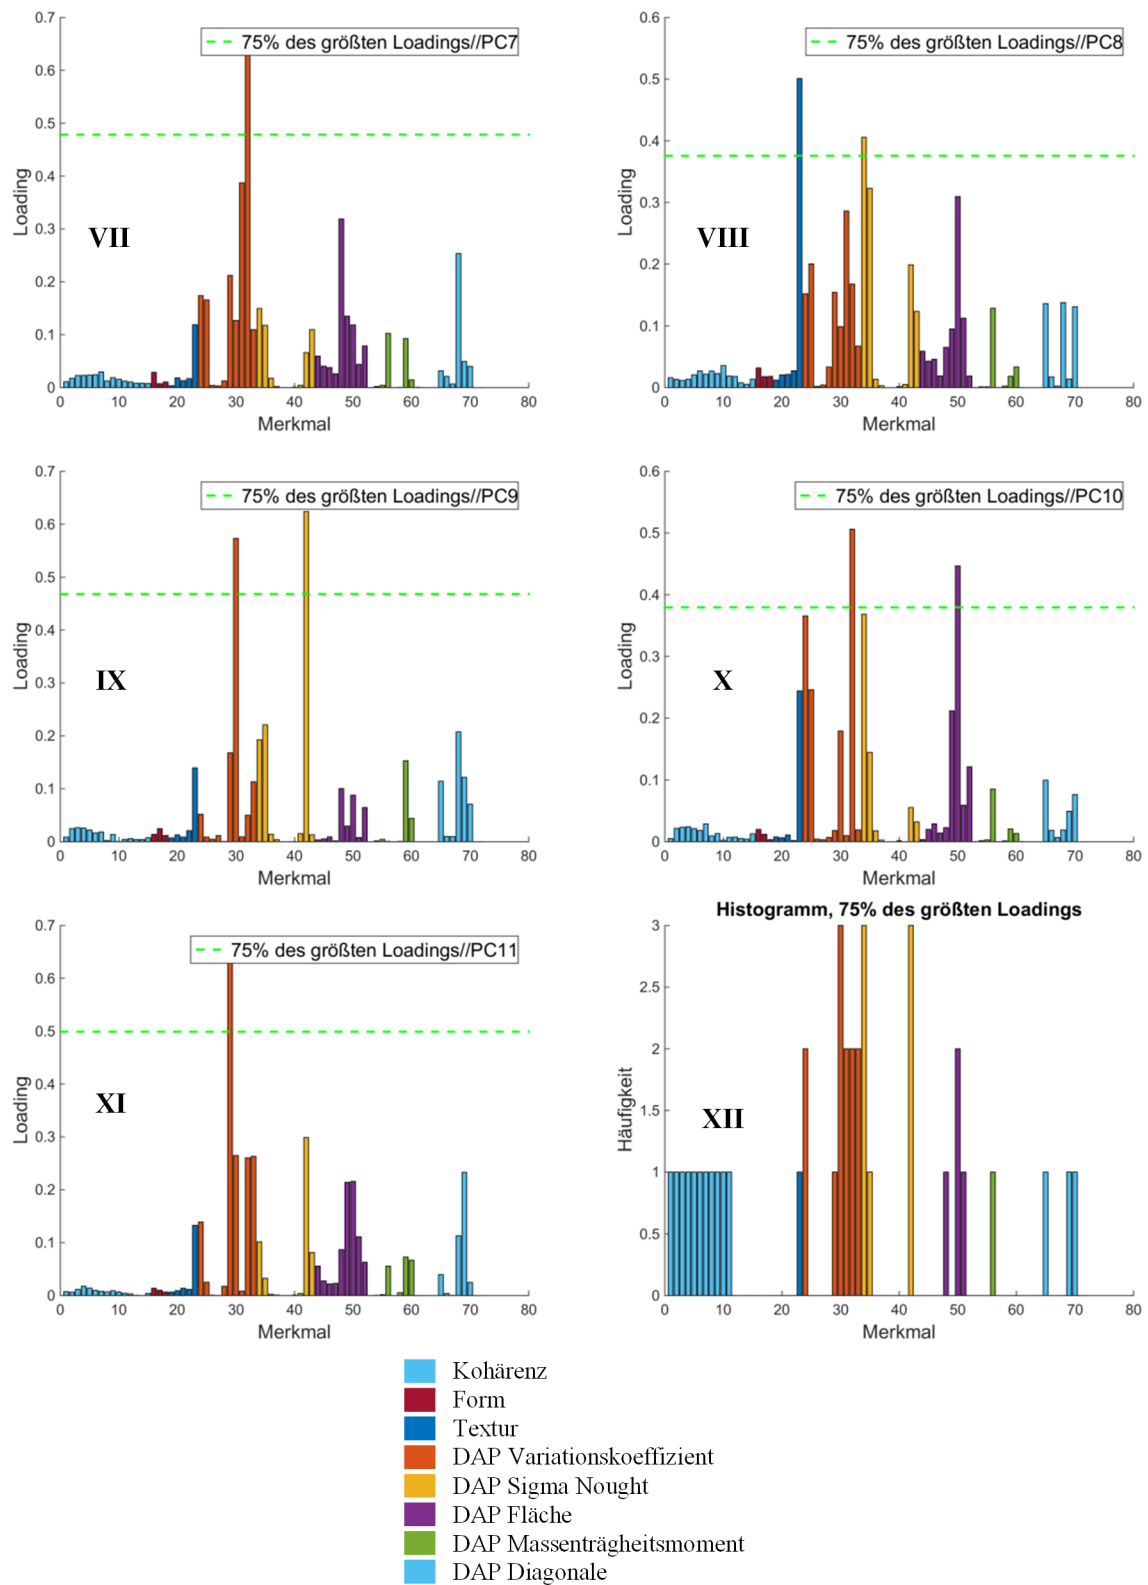 0.7
0.6
0.5
0.4
0.3
0.2
0.1
0
Loading
75% des größten Loadings//PC7
VII
0 10 20 30 40 50 60 70 80
Merkmal
0.6
0.5
0.4
0.3
0.2
0.1
0
Loading
75% des größten Loadings//PC8
VIII
0 10 20 30 40 50 60 70 80
Merkmal
0.7
0.6
0.5
0.4
0.3
0.2
0.1
0
Loading
75% des größten Loadings//PC9
IX
0 10 20 30 40 50 60 70 80
Merkmal
0.6
0.5
0.4
0.3
0.2
0.1
0
Loading
75% des größten Loadings//PC10
X
0 10 20 30 40 50 60 70 80
Merkmal
0.7
0.6
0.5
0.4
0.3
0.2
0.1
0
Loading
75% des größten Loadings//PC11
XI
0 10 20 30 40 50 60 70 80
Merkmal
Histogramm, 75% des größten Loadings
3
2.5
2
1.5
1
0.5
0
Häufigkeit
XII
0 10 20 30 40 50 60 70 80
Merkmal
Kohärenz
Form
Textur
DAP Variationskoeffizient
DAP Sigma Nought
DAP Fläche
DAP Massenträgheitsmoment
DAP Diagonale